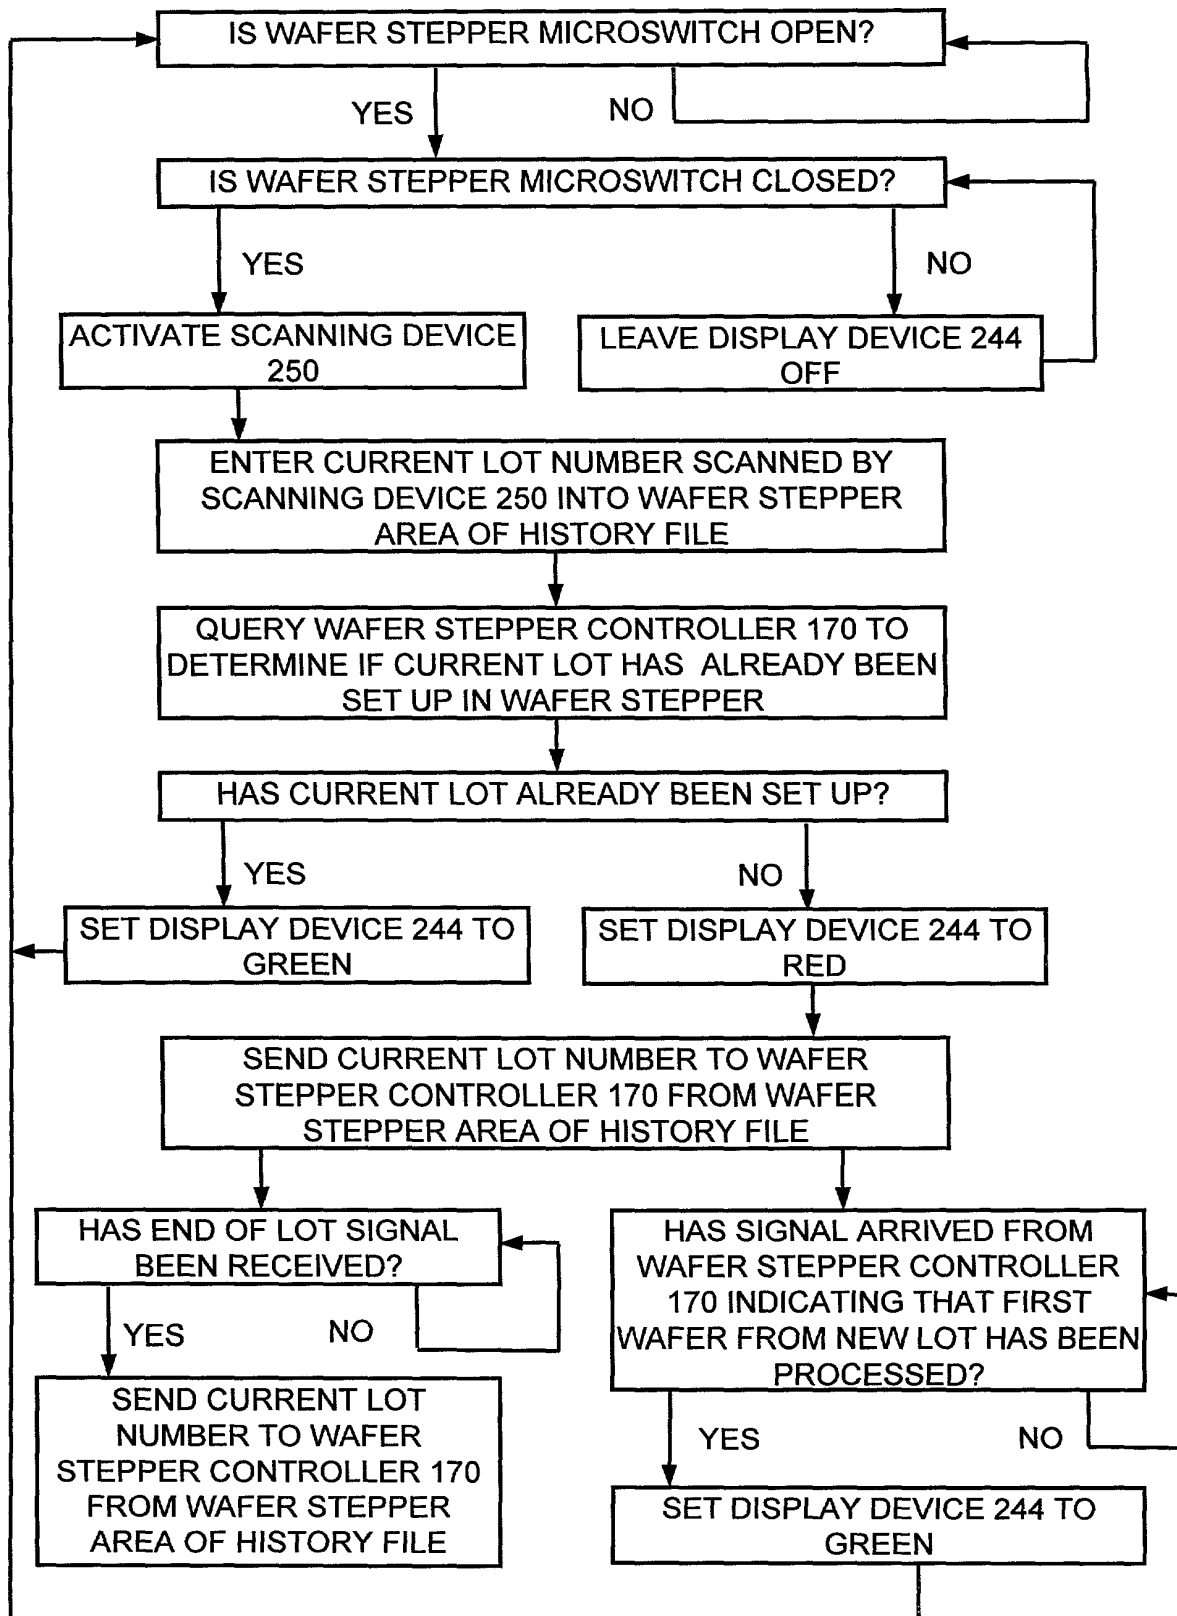 IS WAFER STEPPER MICROSWITCH OPEN?
YES
NO
IS WAFER STEPPER MICROSWITCH CLOSED?
YES
NO
ACTIVATE SCANNING DEVICE
250
LEAVE DISPLAY DEVICE 244
OFF
ENTER CURRENT LOT NUMBER SCANNED BY
SCANNING DEVICE 250 INTO WAFER STEPPER
AREA OF HISTORY FILE
QUERY WAFER STEPPER CONTROLLER 170 TO
DETERMINE IF CURRENT LOT HAS ALREADY BEEN
SET UP IN WAFER STEPPER
HAS CURRENT LOT ALREADY BEEN SET UP?
YES
NO
SET DISPLAY DEVICE 244 TO
GREEN
SET DISPLAY DEVICE 244 TO
RED
SEND CURRENT LOT NUMBER TO WAFER
STEPPER CONTROLLER 170 FROM WAFER
STEPPER AREA OF HISTORY FILE
HAS END OF LOT SIGNAL
BEEN RECEIVED?
YES
NO
SEND CURRENT LOT
NUMBER TO WAFER
STEPPER CONTROLLER 170
FROM WAFER STEPPER
AREA OF HISTORY FILE
HAS SIGNAL ARRIVED FROM
WAFER STEPPER CONTROLLER
170 INDICATING THAT FIRST
WAFER FROM NEW LOT HAS BEEN
PROCESSED?
YES
NO
SET DISPLAY DEVICE 244 TO
GREEN